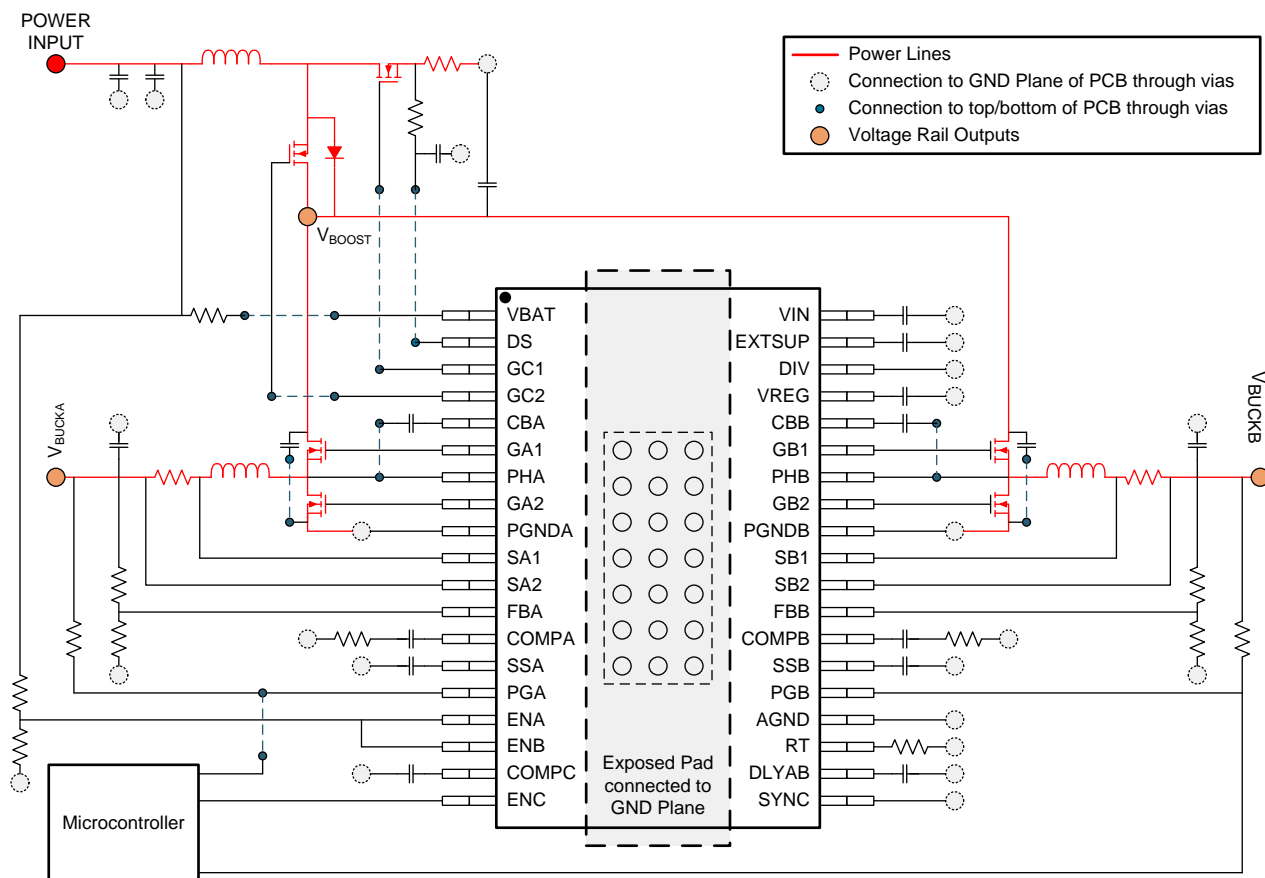 POWER
INPUT
Power Lines
Connection to GND Plane of PCB through vias
Connection to top/bottom of PCB through vias
Voltage Rail Outputs
VBOOST
VBAT
DS
GC1
GC2
CBA
GA1
PHA
GA2
PGNDA
SA1
SA2
FBA
COMPA
SSA
PGA
ENA
ENB
COMPC
ENC
VIN
EXTSUP
DIV
VREG
CBB
GB1
PHB
GB2
PGNDB
SB1
SB2
FBB
COMPB
SSB
PGB
AGND
RT
DLYAB
SYNC
VBUCKA
VBUCKB
Exposed Pad
connected to
GND Plane
Microcontroller